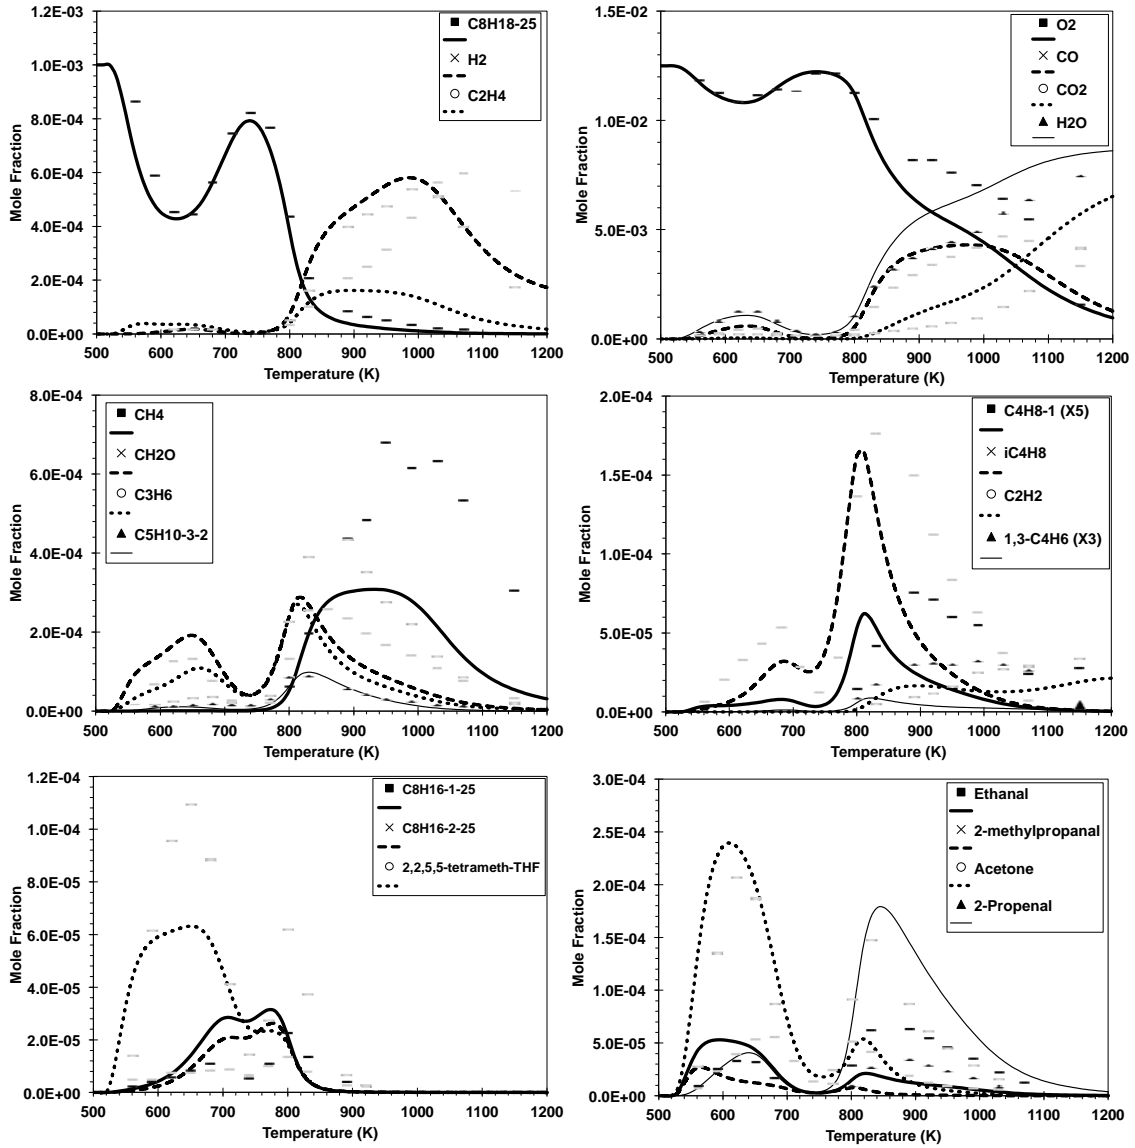 1.2E-03
1.0E-03
8.0E-04
6.0E-04
4.0E-04
2.0E-04
0.0E+00
500 600 700 800 900 1000 1100 1200
Mole Fraction
Temperature (K)
C8H18-25
H2
C2H4
1.5E-02
1.0E-02
5.0E-03
0.0E+00
500 600 700 800 900 1000 1100 1200
Mole Fraction
Temperature (K)
O2
CO
CO2
H2O
8.0E-04
6.0E-04
4.0E-04
2.0E-04
0.0E+00
500 600 700 800 900 1000 1100 1200
Mole Fraction
Temperature (K)
CH4
CH2O
C3H6
C5H10-3-2
2.0E-04
1.5E-04
1.0E-04
5.0E-05
0.0E+00
500 600 700 800 900 1000 1100 1200
Mole Fraction
Temperature (K)
C4H8-1 (X5)
iC4H8
C2H2
1,3-C4H6 (X3)
1.2E-04
1.0E-04
8.0E-05
6.0E-05
4.0E-05
2.0E-05
0.0E+00
500 600 700 800 900 1000 1100 1200
Mole Fraction
Temperature (K)
C8H16-1-25
C8H16-2-25
2,2,5,5-tetrameth-THF
3.0E-04
2.5E-04
2.0E-04
1.5E-04
1.0E-04
5.0E-05
0.0E+00
500 600 700 800 900 1000 1100 1200
Mole Fraction
Temperature (K)
Ethanal
2-methylpropanal
Acetone
2-Propenal